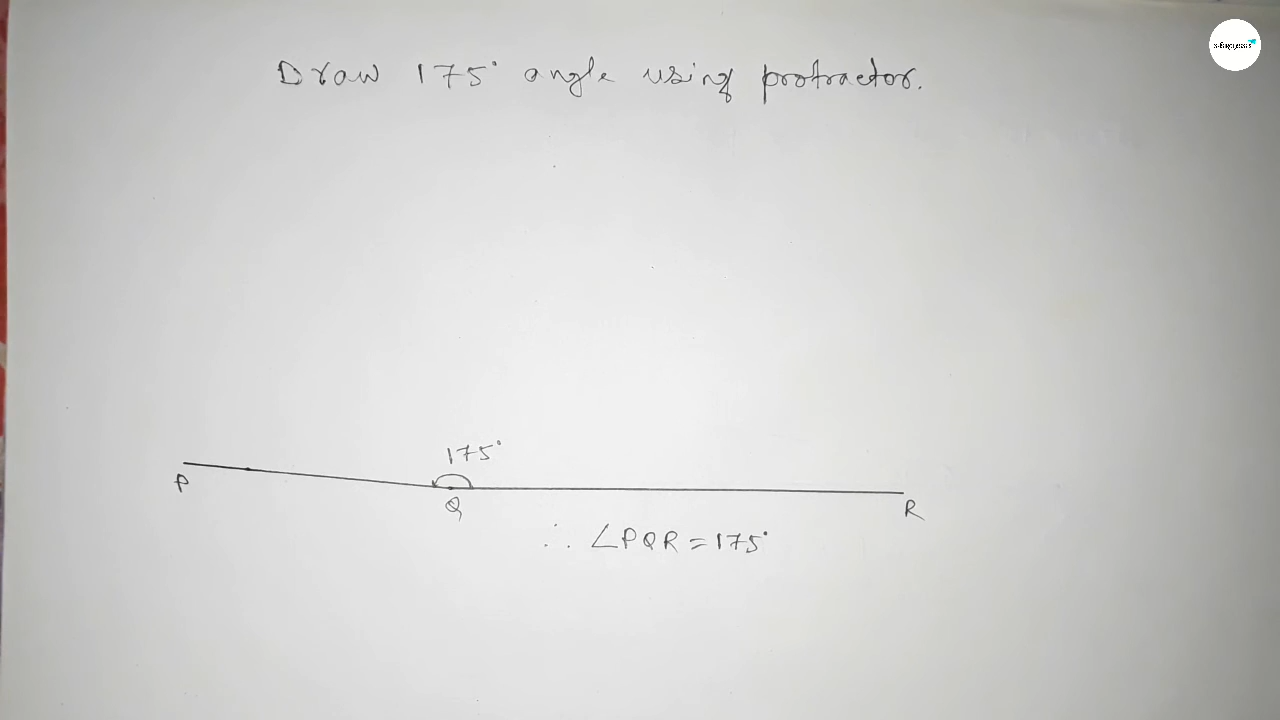 Draw 175° angle using protractor.
175°
P
Q
R
∴ ∠PQR = 175°